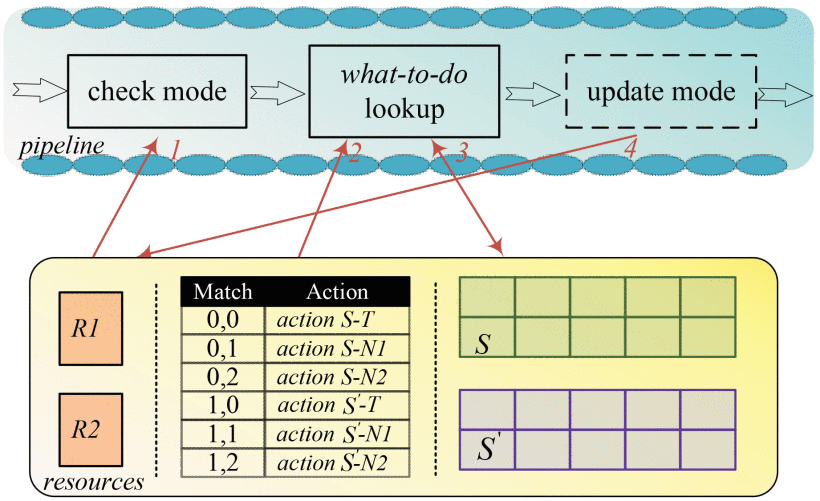 check mode
what-to-do
lookup
update mode
pipeline
1
2
3
4
R1
R2
resources
Match Action
0,0 action S-T
0,1 action S-N1
0,2 action S-N2
1,0 action S'-T
1,1 action S'-N1
1,2 action S'-N2
S
S'